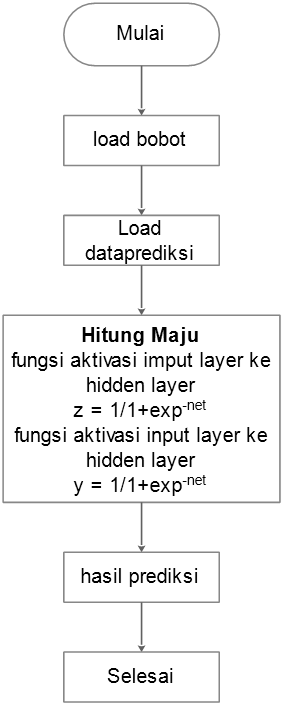 Mulai
load bobot
Load
dataprediksi
Hitung Maju
fungsi aktivasi imput layer ke
hidden layer
z = 1/1+exp-net
fungsi aktivasi input layer ke
hidden layer
y = 1/1+exp-net
hasil prediksi
Selesai